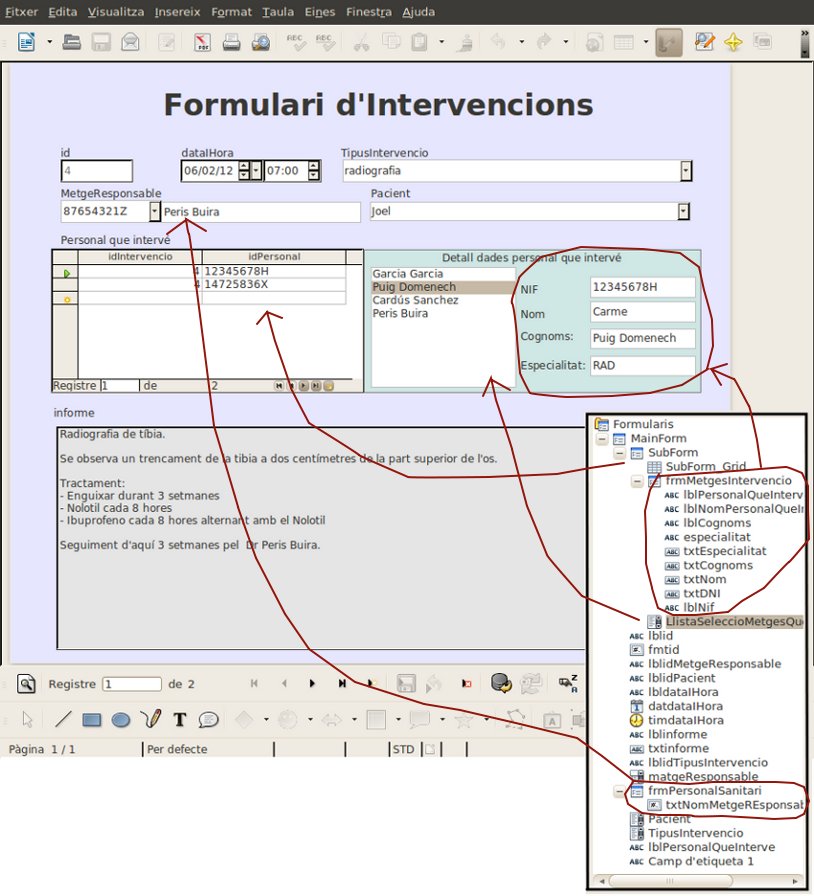 Fitxer Edita Visualitza Insereix Format Taula Eines Finestra Ajuda
Formulari d'Intervencions
id dataIHora TipusIntervencio
4 06/02/12 07:00 radiografia
MetgeResponsable Pacient
87654321Z Peris Buira Joel
Personal que intervé
idIntervencio idPersonal
4 12345678H
4 14725836X
Registre 1 de 2
Detall dades personal que intervé
Garcia Garcia
Puig Domenech
Cardús Sanchez
Peris Buira
NIF 12345678H
Nom Carme
Cognoms: Puig Domenech
Especialitat: RAD
informe
Radiografia de tíbia.
Se observa un trencament de la tibia a dos centímetres de la part superior de l'os.
Tractament:
- Enguixar durant 3 setmanes
- Nolotil cada 8 hores
- Ibuprofeno cada 8 hores alternant amb el Nolotil
Seguiment d'aquí 3 setmanes pel Dr Peris Buira.
Formularis
MainForm
SubForm
SubForm_Grid
frmMetgesIntervencio
lblPersonalQueInterv
lblNomPersonalQueIn
lblCognoms
especialitat
txtEspecialitat
txtCognoms
txtNom
txtDNI
lblNif
LlistaSeleccioMetgesQu
lblid
fmtid
lblidMetgeResponsable
lblidPacient
lbldataIHora
datdataIHora
timdataIHora
lblinforme
txtinforme
lblidTipusIntervencio
matgeResponsable
frmPersonalSanitari
txtNomMetgeREsponsab
Pacient
TipusIntervencio
lblPersonalQueInterve
Camp d'etiqueta 1
Registre 1 de 2
Pàgina 1 / 1 Per defecte STD